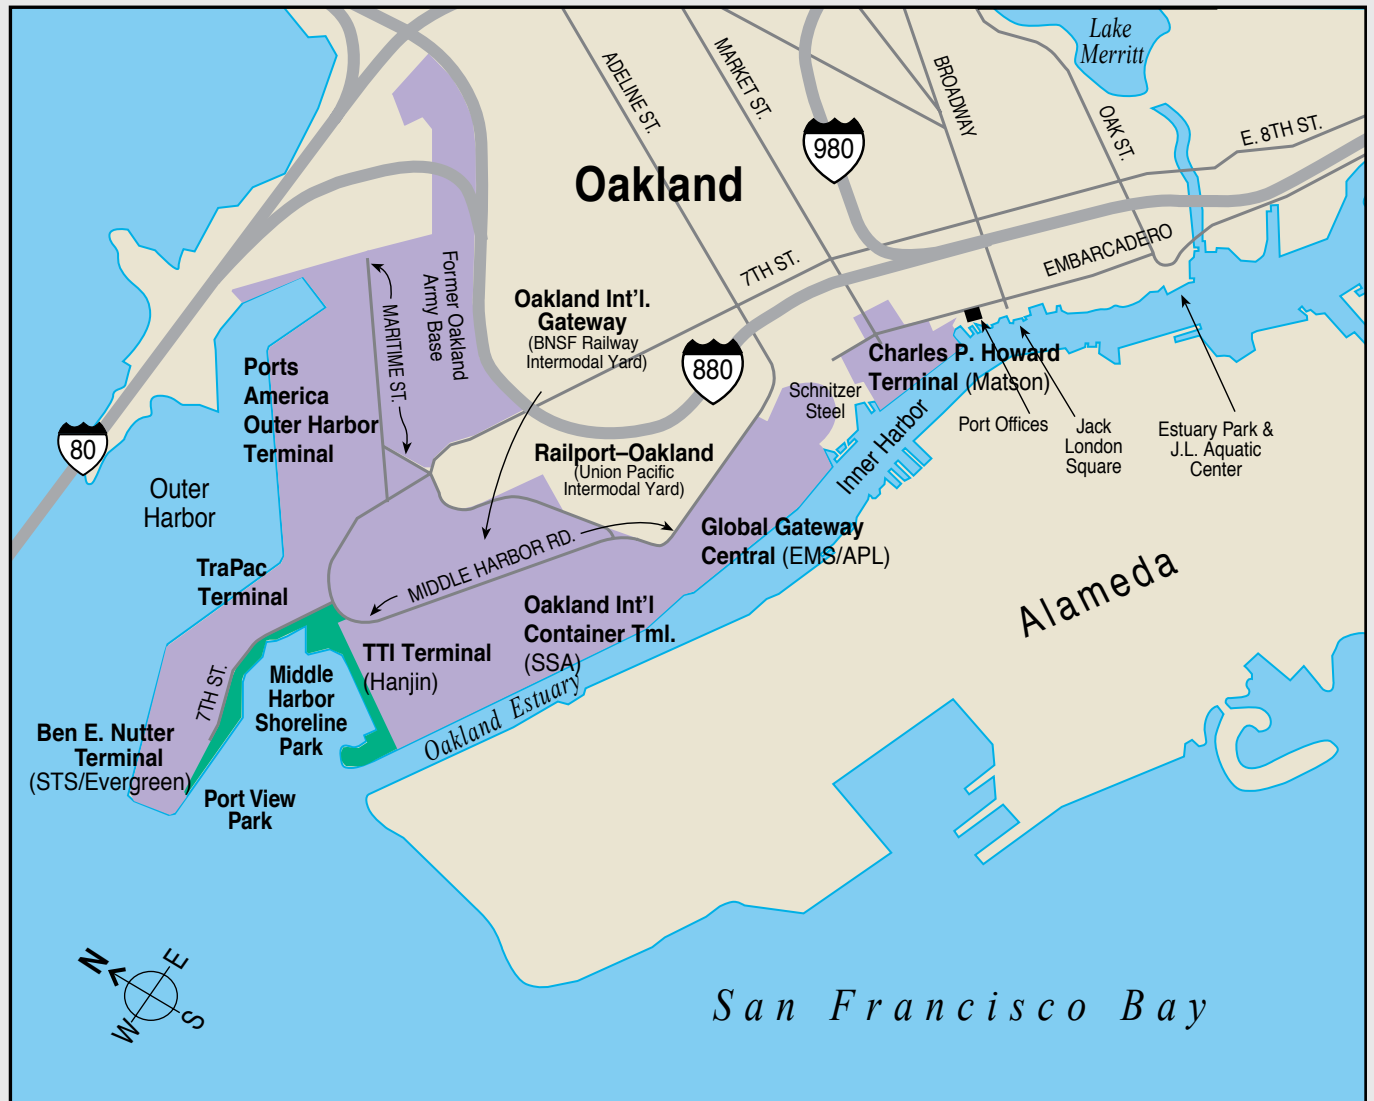 Lake
Merritt
ADELINE ST.
MARKET ST.
BROADWAY
OAK ST.
E. 8TH ST.
980
Oakland
EMBARCADERO
7TH ST.
Former Oakland
Army Base
MARITIME ST.
Oakland Int'l.
Gateway
(BNSF Railway
Intermodal Yard)
880
Ports
America
Outer Harbor
Terminal
Charles P. Howard
Terminal (Matson)
Schnitzer
Steel
Port Offices
Jack
London
Square
Estuary Park &
J.L. Aquatic
Center
80
Outer
Harbor
Railport–Oakland
(Union Pacific
Intermodal Yard)
Inner Harbor
Global Gateway
Central (EMS/APL)
MIDDLE HARBOR RD.
TraPac
Terminal
Oakland Int'l
Container Tml.
(SSA)
Alameda
TTI Terminal
(Hanjin)
7TH ST.
Middle
Harbor
Shoreline
Park
Oakland Estuary
Ben E. Nutter
Terminal
(STS/Evergreen)
Port View
Park
N
E
W
S
San Francisco Bay